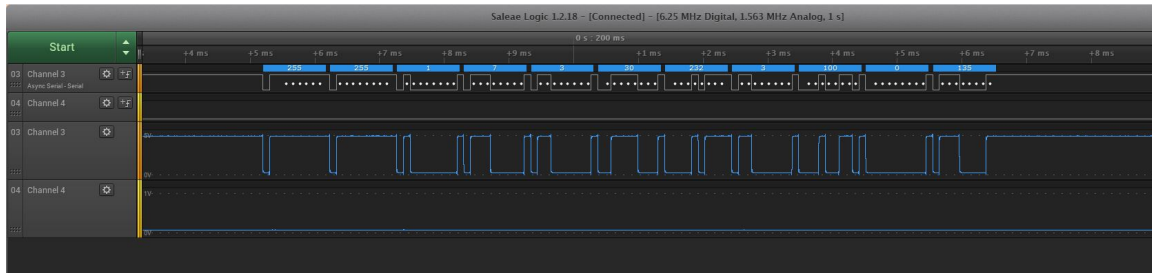 Saleae Logic 1.2.18 - [Connected] - [6.25 MHz Digital, 1.563 MHz Analog, 1 s]
Start
0 s : 200 ms
+4 ms +5 ms +6 ms +7 ms +8 ms +9 ms +1 ms +2 ms +3 ms +4 ms +5 ms +6 ms +7 ms +8 ms
03 Channel 3
Async Serial - Serial
255 255 1 7 3 30 232 3 100 0 135
04 Channel 4
03 Channel 3
0V
04 Channel 4
1V
0V